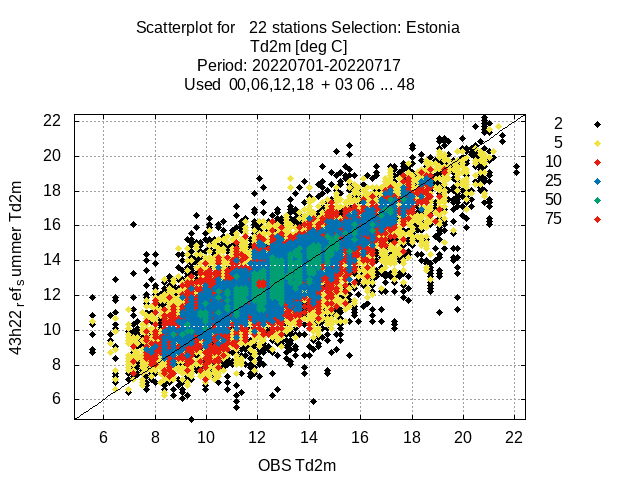 Scatterplot for 22 stations Selection: Estonia
Td2m [deg C]
Period: 20220701-20220717
Used 00,06,12,18 + 03 06 ... 48
22
20
18
16
14
12
10
8
6
43h22_ref_summer Td2m
6 8 10 12 14 16 18 20 22
OBS Td2m
2
5
10
25
50
75